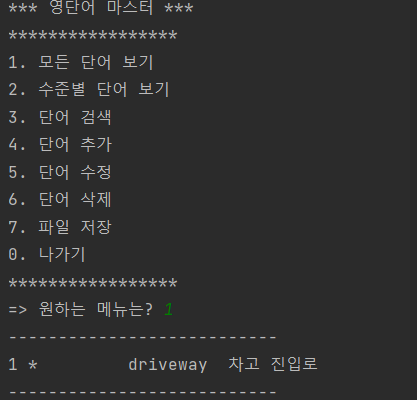 *** 영단어 마스터 ***
*****************
1. 모든 단어 보기
2. 수준별 단어 보기
3. 단어 검색
4. 단어 추가
5. 단어 수정
6. 단어 삭제
7. 파일 저장
0. 나가기
*****************
=> 원하는 메뉴는? 1
---------------------------
1 *         driveway  차고 진입로
---------------------------